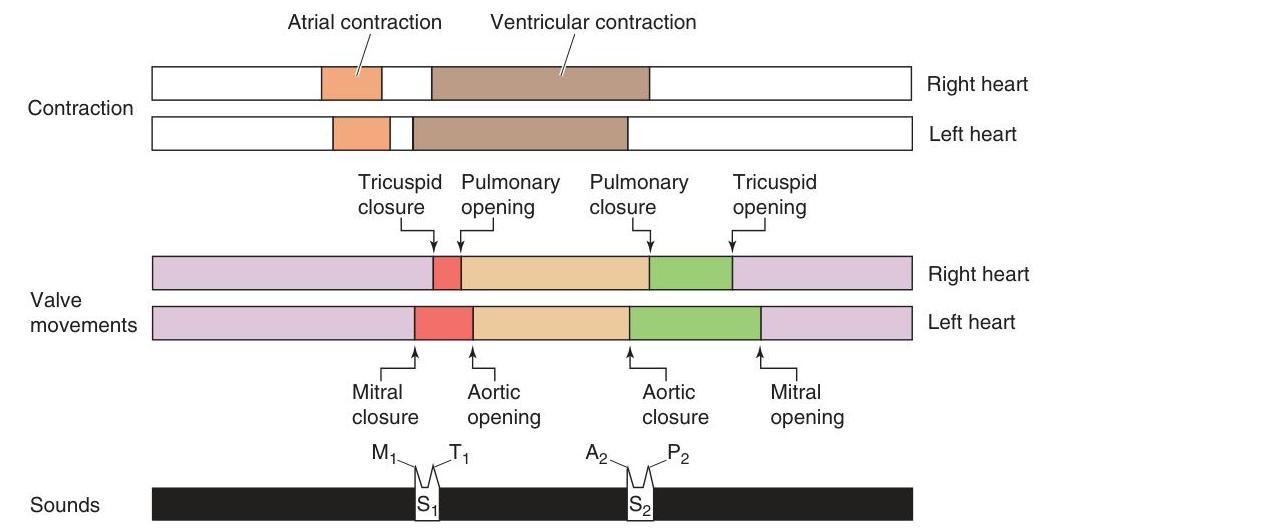 Atrial contraction Ventricular contraction
Right heart
Contraction
Left heart
Tricuspid closure
Pulmonary opening
Pulmonary closure
Tricuspid opening
Right heart
Valve movements
Left heart
Mitral closure
Aortic opening
Aortic closure
Mitral opening
M₁ T₁ A₂ P₂
Sounds S₁ S₂